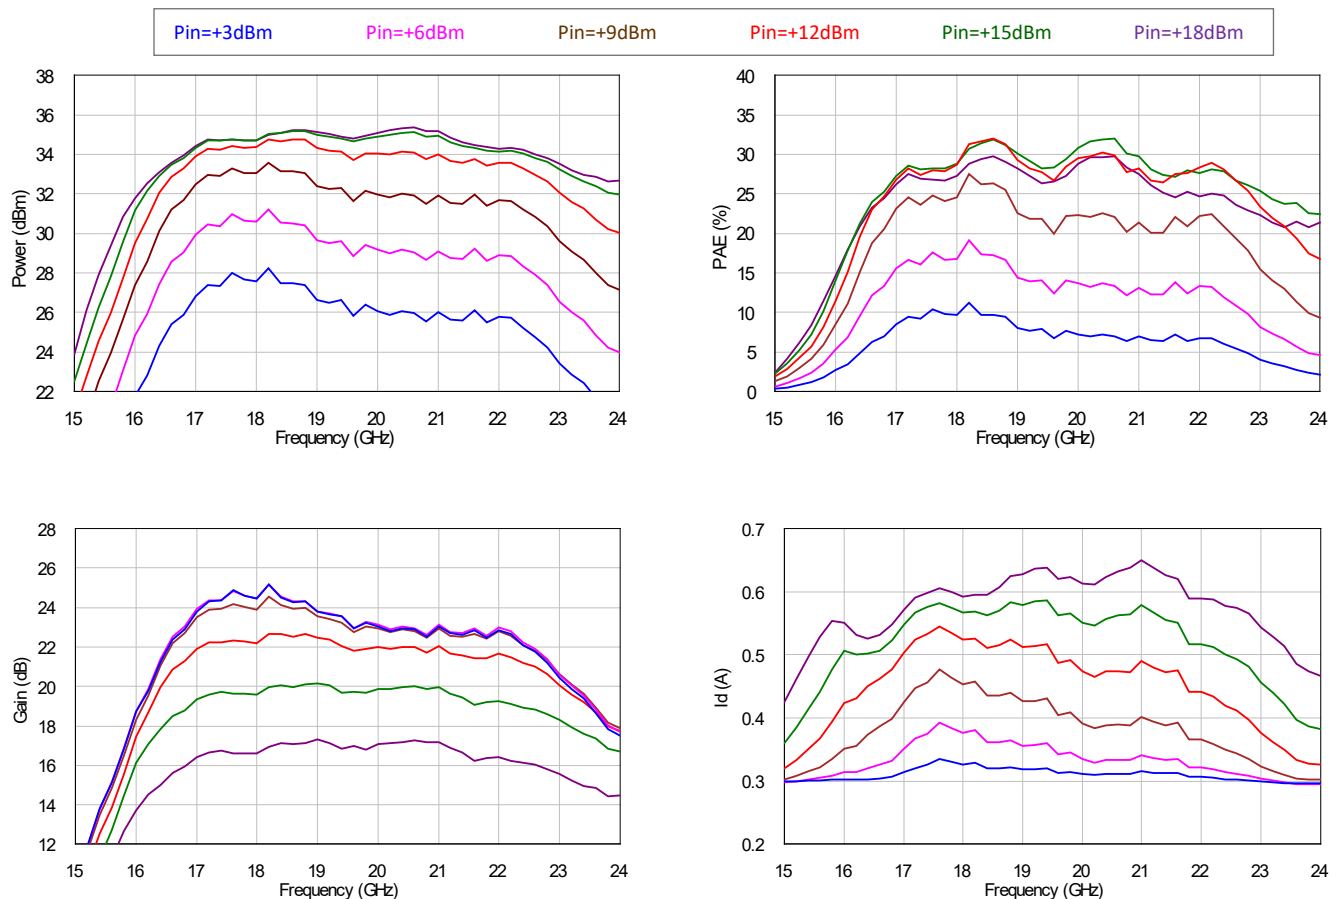 Pin=+3dBm Pin=+6dBm Pin=+9dBm Pin=+12dBm Pin=+15dBm Pin=+18dBm
Power (dBm)
38
36
34
32
30
28
26
24
22
15 16 17 18 19 20 21 22 23 24
Frequency (GHz)
PAE (%)
40
35
30
25
20
15
10
5
0
15 16 17 18 19 20 21 22 23 24
Frequency (GHz)
Gain (dB)
28
26
24
22
20
18
16
14
12
15 16 17 18 19 20 21 22 23 24
Frequency (GHz)
Id (A)
0.7
0.6
0.5
0.4
0.3
0.2
15 16 17 18 19 20 21 22 23 24
Frequency (GHz)